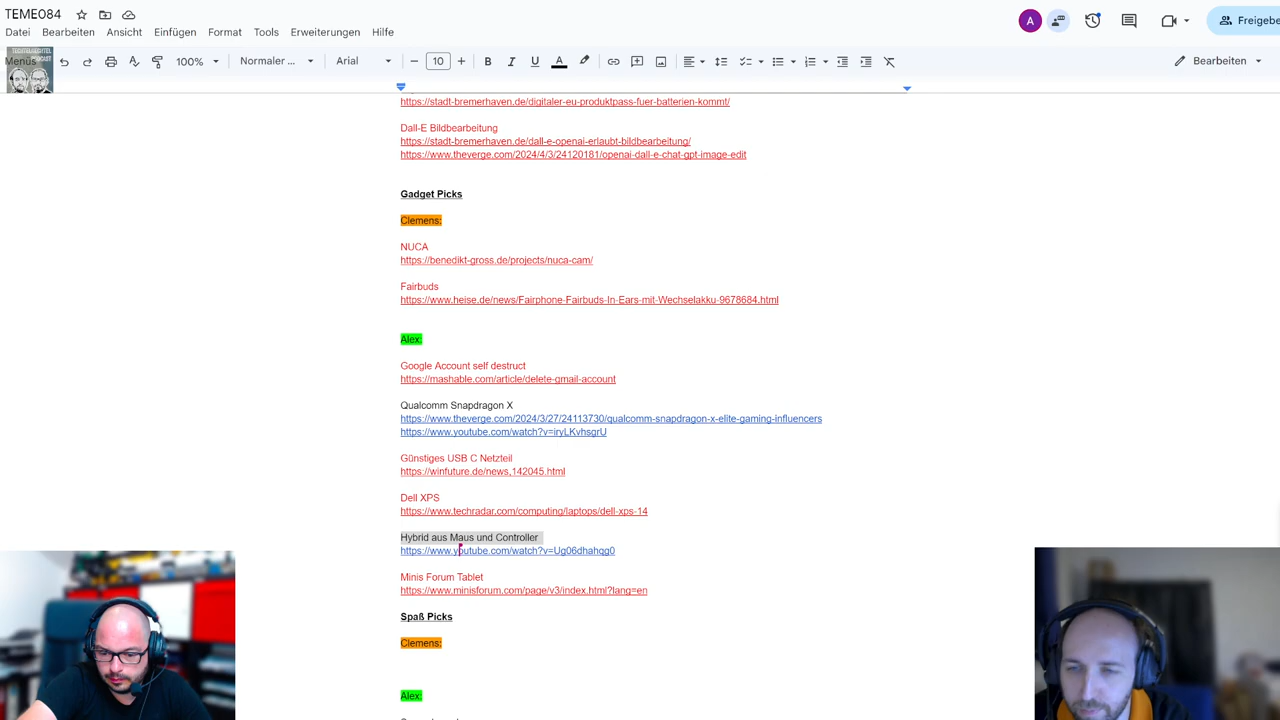 TEME084
Datei Bearbeiten Ansicht Einfügen Format Tools Erweiterungen Hilfe
A
Freigebe
Menüs
100% Normaler ... Arial 10 Bearbeiten
https://stadt-bremerhaven.de/digitaler-eu-produktpass-fuer-batterien-kommt/
Dall-E Bildbearbeitung
https://stadt-bremerhaven.de/dall-e-openai-erlaubt-bildbearbeitung/
https://www.theverge.com/2024/4/3/24120181/openai-dall-e-chat-gpt-image-edit
Gadget Picks
Clemens:
NUCA
https://benedikt-gross.de/projects/nuca-cam/
Fairbuds
https://www.heise.de/news/Fairphone-Fairbuds-In-Ears-mit-Wechselakku-9678684.html
Alex:
Google Account self destruct
https://mashable.com/article/delete-gmail-account
Qualcomm Snapdragon X
https://www.theverge.com/2024/3/27/24113730/qualcomm-snapdragon-x-elite-gaming-influencers
https://www.youtube.com/watch?v=iryLKvhsgrU
Günstiges USB C Netzteil
https://winfuture.de/news,142045.html
Dell XPS
https://www.techradar.com/computing/laptops/dell-xps-14
Hybrid aus Maus und Controller
https://www.youtube.com/watch?v=Ug06dhahqg0
Minis Forum Tablet
https://www.minisforum.com/page/v3/index.html?lang=en
Spaß Picks
Clemens:
Alex: